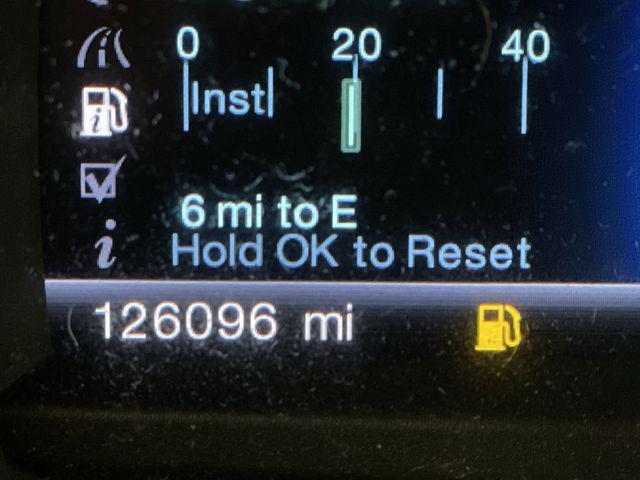 0 20 40
Inst
6 mi to E
Hold OK to Reset
126096 mi